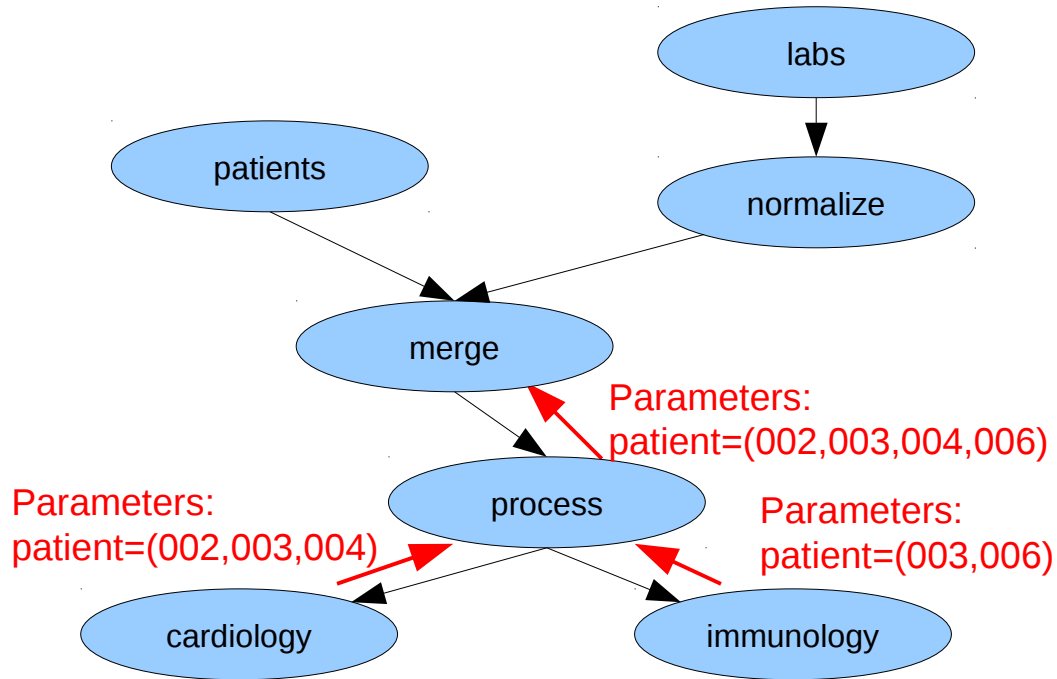 labs
patients
normalize
merge
Parameters:
patient=(002,003,004,006)
process
Parameters:
patient=(002,003,004)
Parameters:
patient=(003,006)
cardiology
immunology